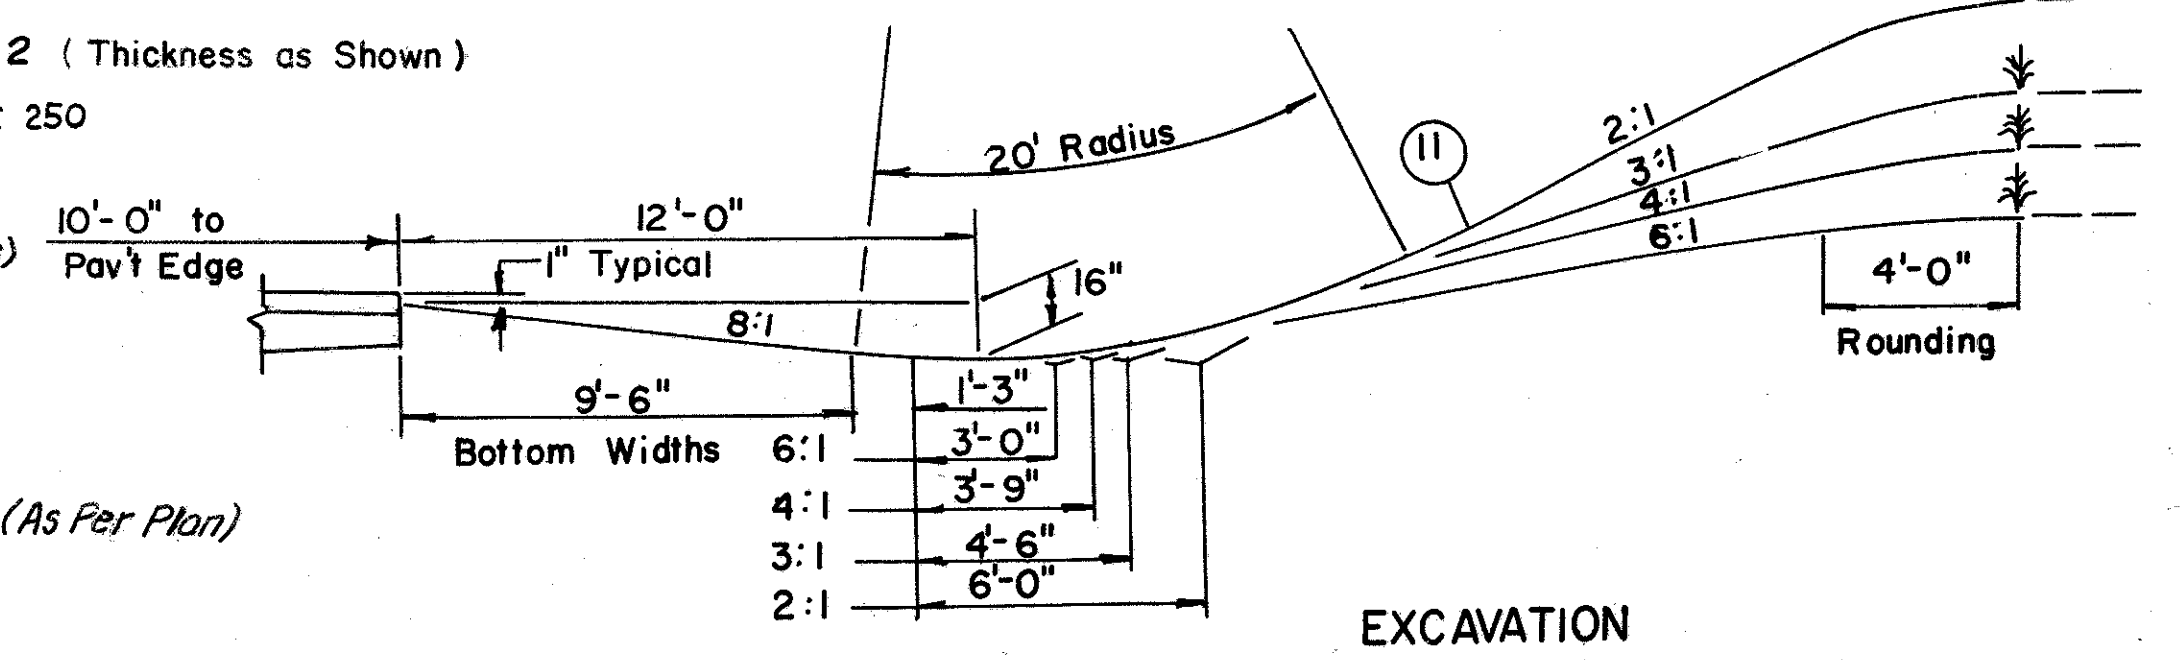 2 (Thickness as Shown)
250
10'-0" to
Pav't Edge
12'-0"
1" Typical
8:1
16"
20' Radius
11
2:1
3:1
4:1
6:1
4'-0"
Rounding
9'-6"
1'-3"
Bottom Widths 6:1 3'-0"
4:1 3'-9"
3:1 4'-6"
2:1 6'-0"
(As Per Plan)
EXCAVATION